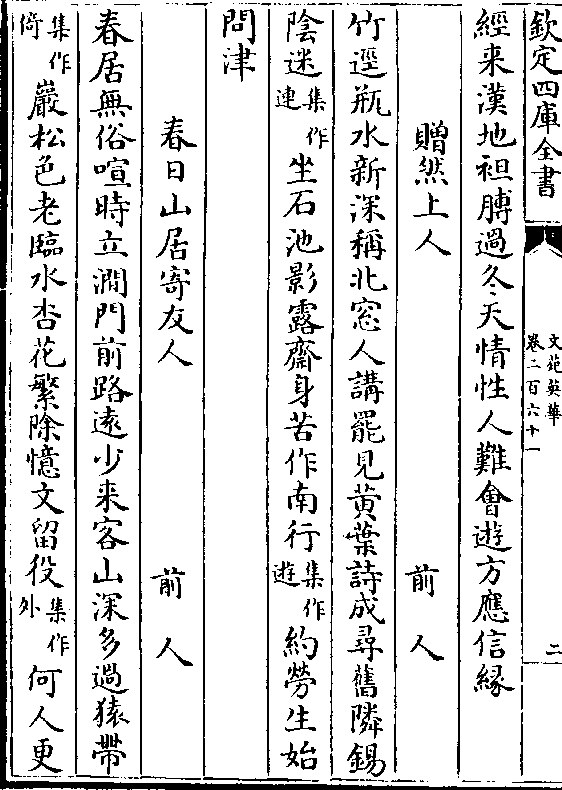 欽定四庫全書
文苑英華
卷二百六十一
二
經来漢地袒膊過冬天情性人難會遊方應信緣
贈然上人 前人
竹逕瓶水新深稱北窓人講罷見黄葉詩成尋舊隣錫
陰迷集作連坐石池影露齋身苦作南行集作遊約勞生始
問津
春日山居寄友人 前人
春居無俗喧時立澗門前路逺少来客山深多過猿帶
集作倚巖松色老臨水杏花繁除憶文留役集作外何人更